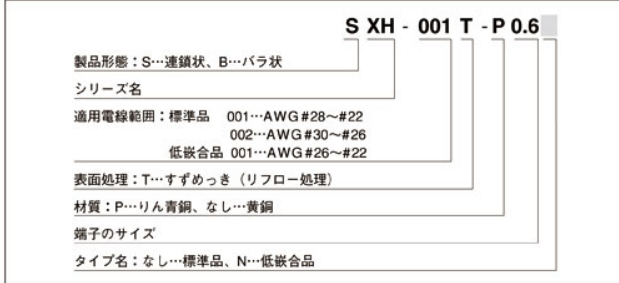 S XH - 001 T - P 0.6
製品形態：S…連鎖状、B…バラ状
シリーズ名
適用電線範囲：標準品 001…AWG#28～#22
002…AWG#30～#26
低嵌合品 001…AWG#26～#22
表面処理：T…すずめっき（リフロー処理）
材質：P…りん青銅、なし…黄銅
端子のサイズ
タイプ名：なし…標準品、N…低嵌合品